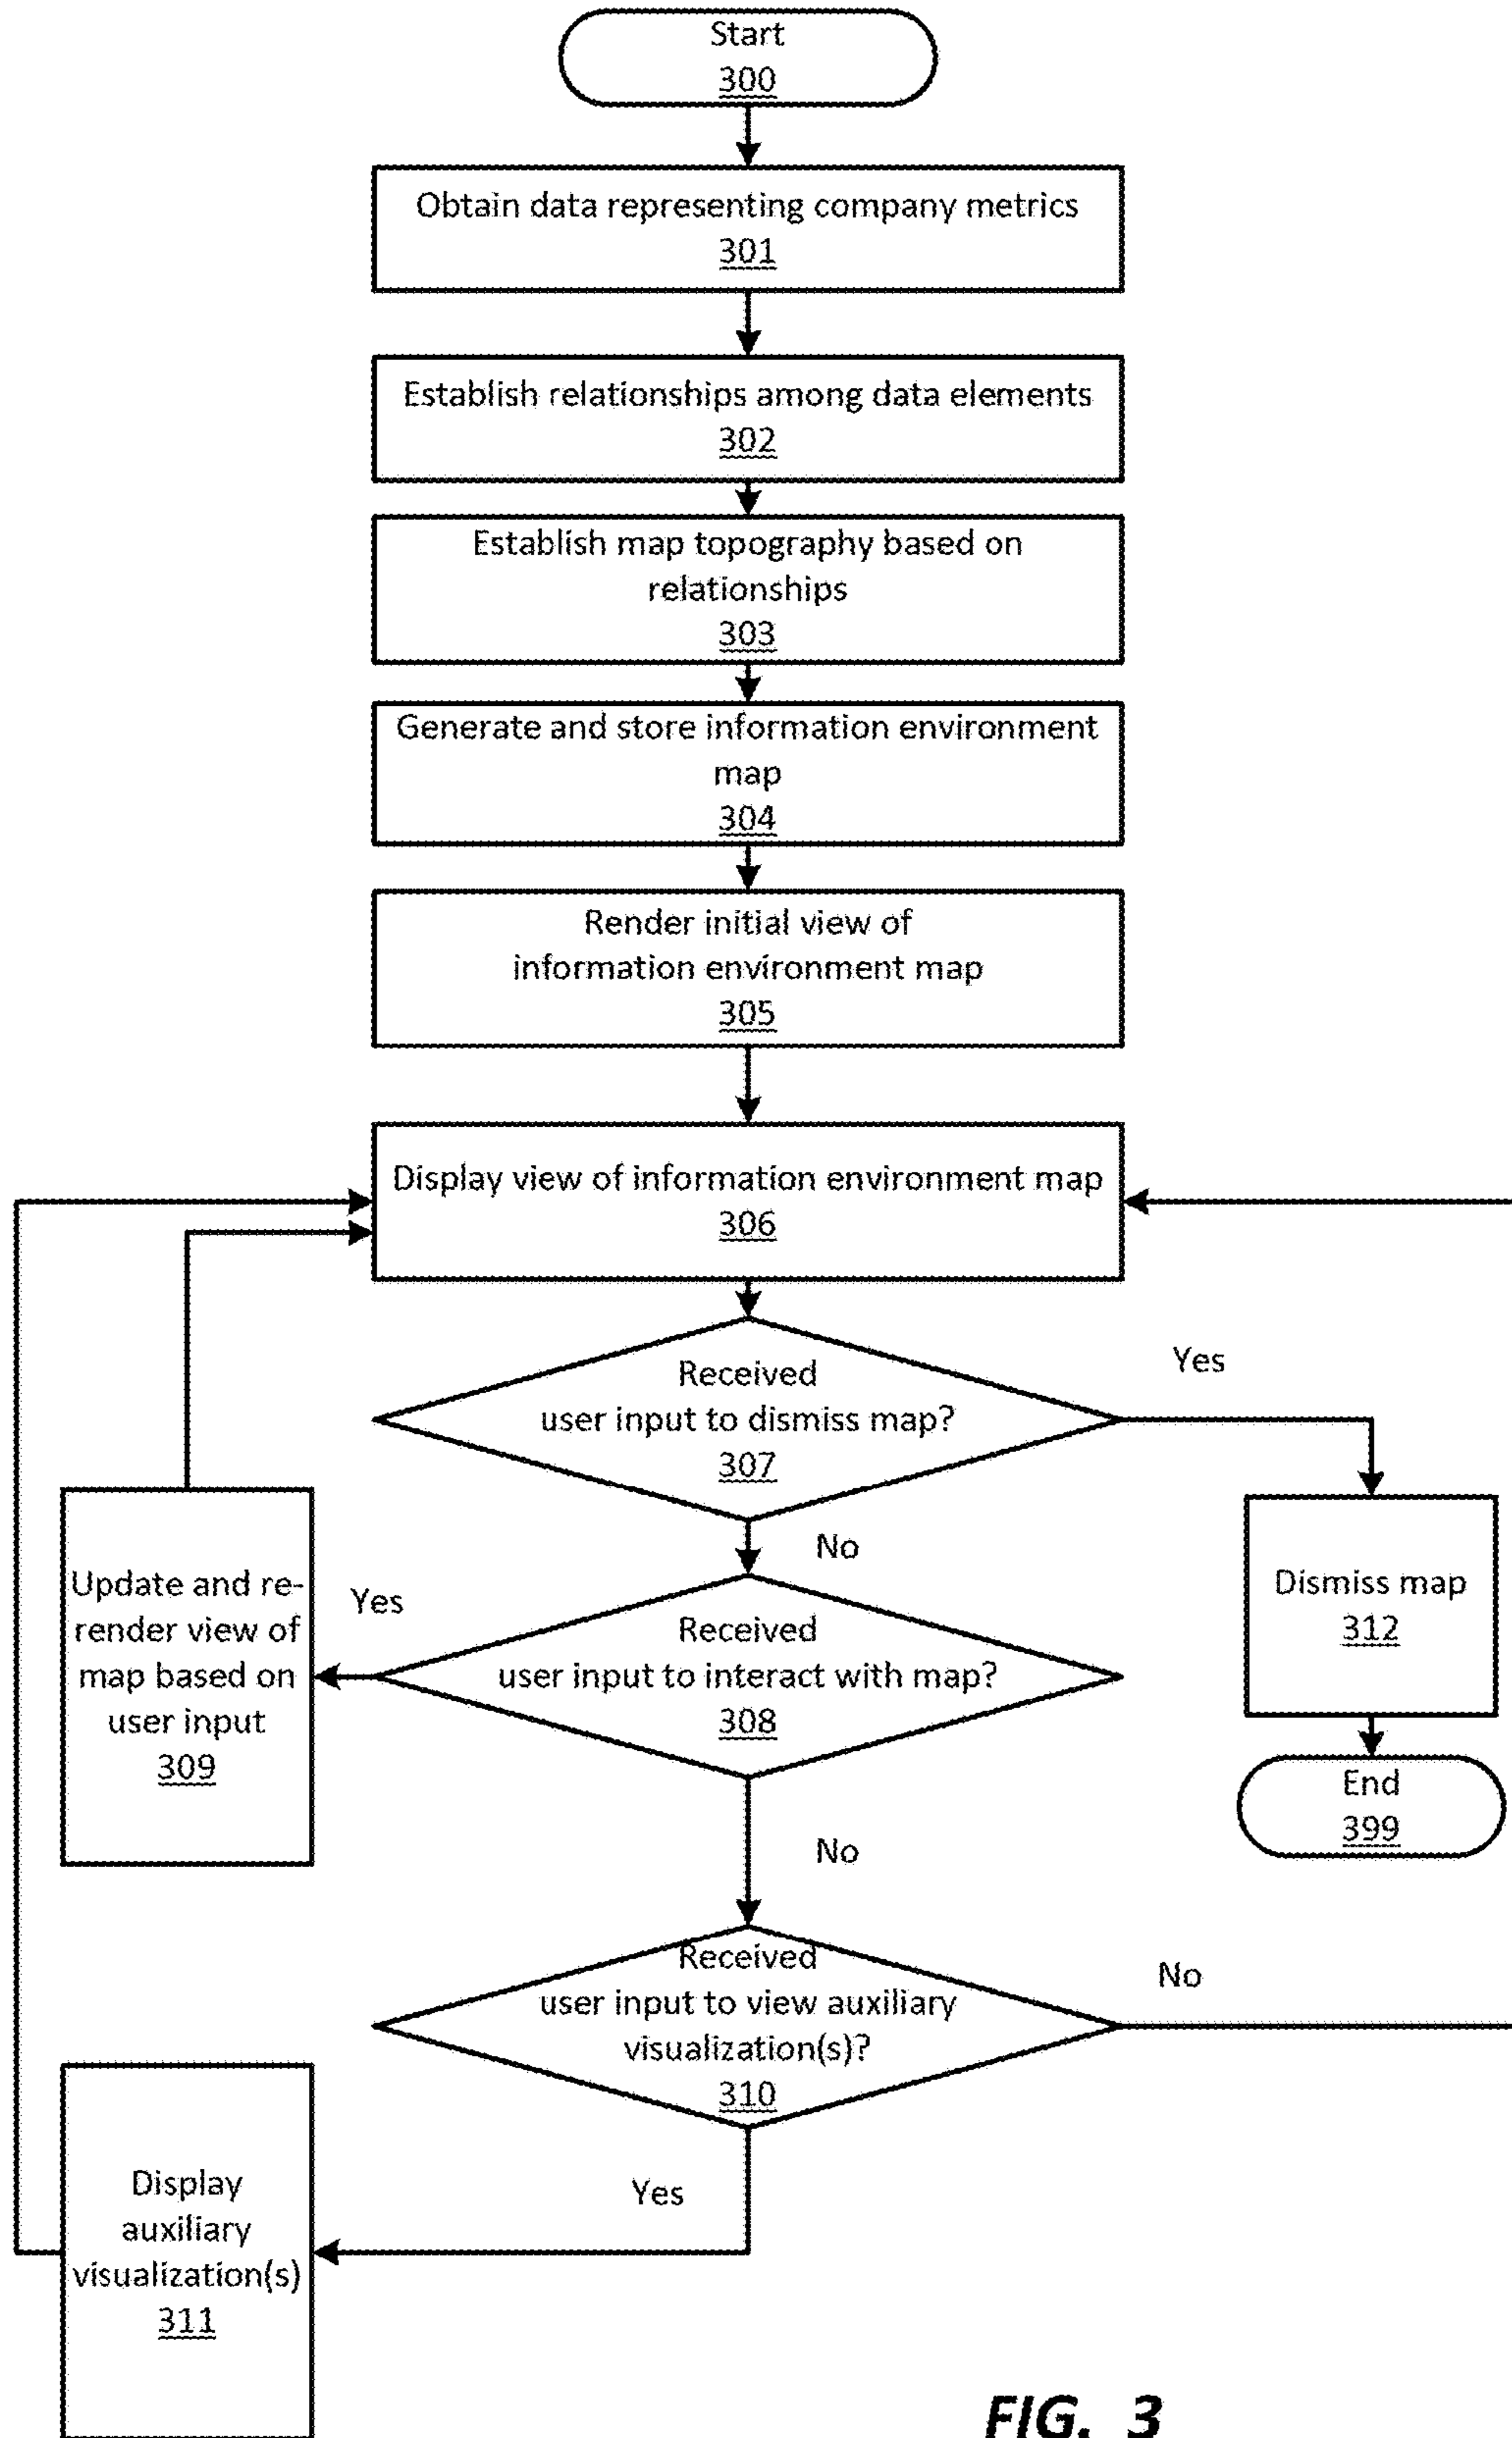 Start
300
Obtain data representing company metrics
301
Establish relationships among data elements
302
Establish map topography based on
relationships
303
Generate and store information environment
map
304
Render initial view of
information environment map
305
Display view of information environment map
306
Received
user input to dismiss map?
307
Yes
No
Update and re-
render view of
map based on
user input
309
Yes
Received
user input to interact with map?
308
Dismiss map
312
End
399
No
Received
user input to view auxiliary
visualization(s)?
310
No
Yes
Display
auxiliary
visualization(s)
311
FIG. 3